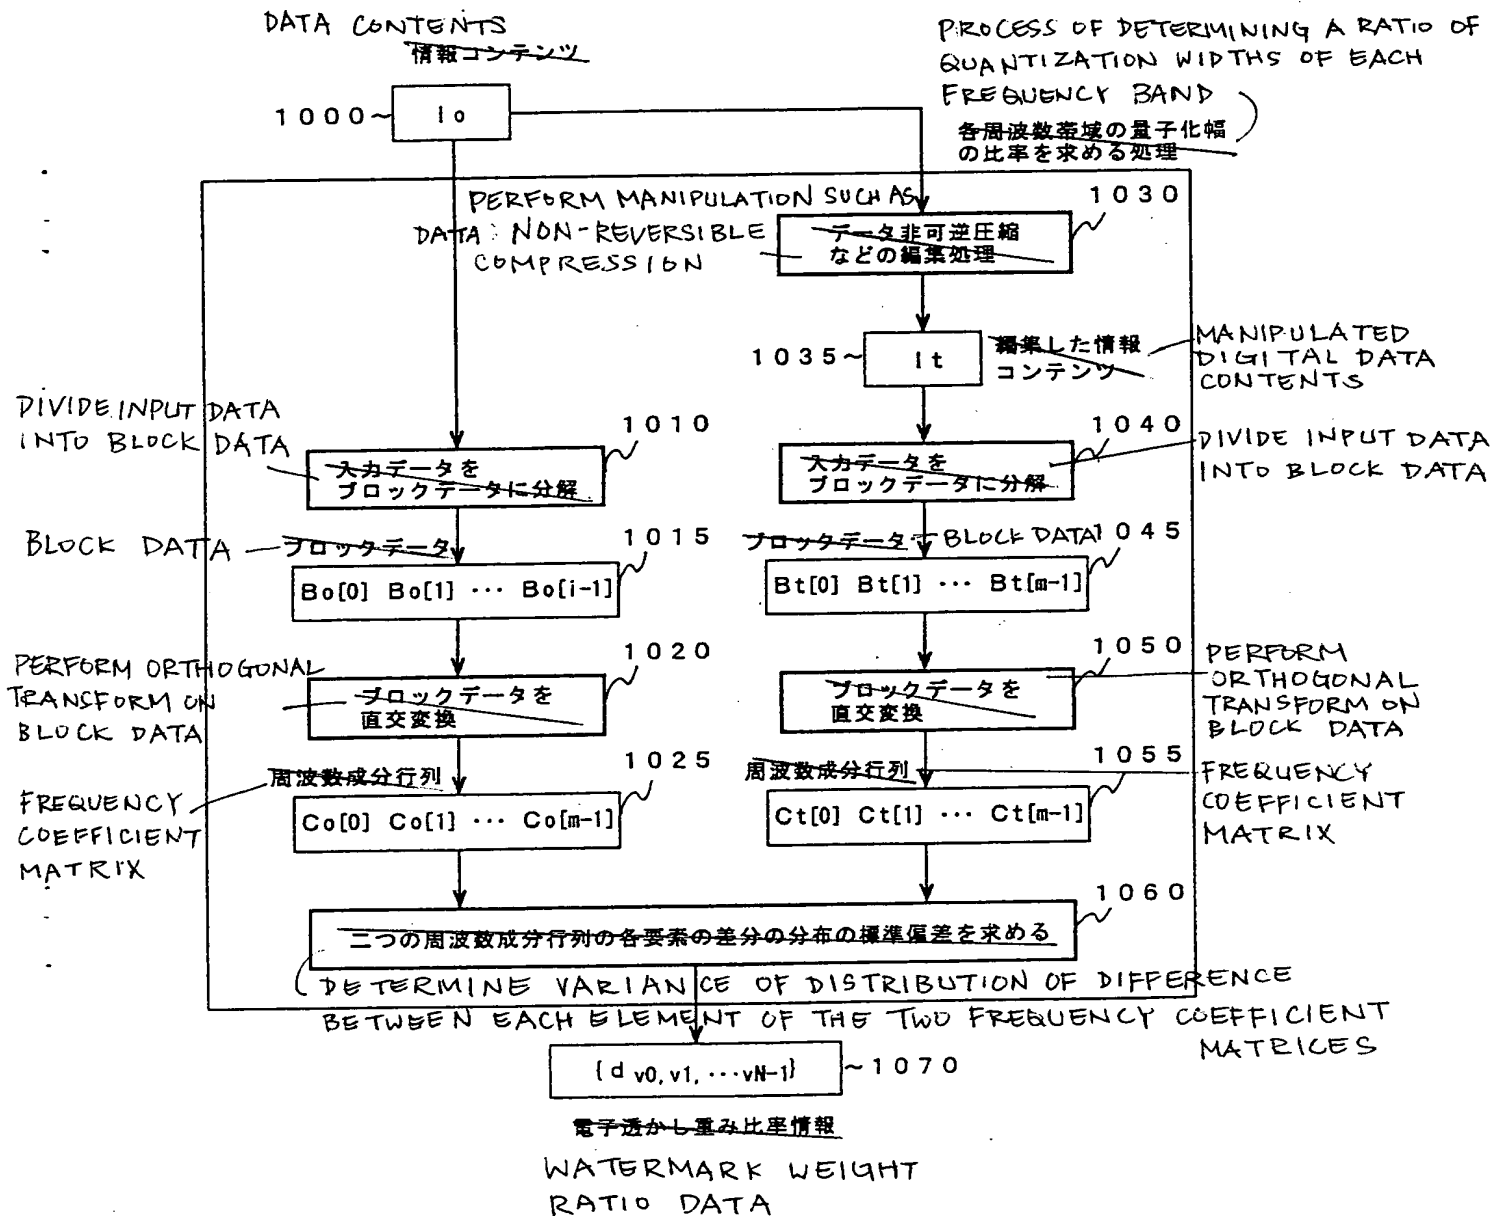 DATA CONTENTS
情報コンテンツ
PROCESS OF DETERMINING A RATIO OF
QUANTIZATION WIDTHS OF EACH
FREQUENCY BAND
各周波数帯域の量子化幅
の比率を求める処理
1000~ Io
PERFORM MANIPULATION SUCH AS
DATA NON-REVERSIBLE
COMPRESSION
1030
データ非可逆圧縮
などの編集処理
1035~ It
編集した情報
コンテンツ
MANIPULATED
DIGITAL DATA
CONTENTS
DIVIDE INPUT DATA
INTO BLOCK DATA
1010
入力データを
ブロックデータに分解
1040
入力データを
ブロックデータに分解
DIVIDE INPUT DATA
INTO BLOCK DATA
BLOCK DATA
ブロックデータ
1015
Bo[0] Bo[1] ··· Bo[i-1]
ブロックデータ
BLOCK DATA
1045
Bt[0] Bt[1] ··· Bt[m-1]
PERFORM ORTHOGONAL
TRANSFORM ON
BLOCK DATA
1020
ブロックデータを
直交変換
1050
ブロックデータを
直交変換
PERFORM
ORTHOGONAL
TRANSFORM ON
BLOCK DATA
周波数成分行列
1025
FREQUENCY
COEFFICIENT
MATRIX
Co[0] Co[1] ··· Co[m-1]
周波数成分行列
1055
Ct[0] Ct[1] ··· Ct[m-1]
FREQUENCY
COEFFICIENT
MATRIX
1060
二つの周波数成分行列の各要素の差分の分布の標準偏差を求める
DETERMINE VARIANCE OF DISTRIBUTION OF DIFFERENCE
BETWEEN EACH ELEMENT OF THE TWO FREQUENCY COEFFICIENT
MATRICES
{d v0, v1, ··· vN-1} ~1070
電子透かし重み比率情報
WATERMARK WEIGHT
RATIO DATA